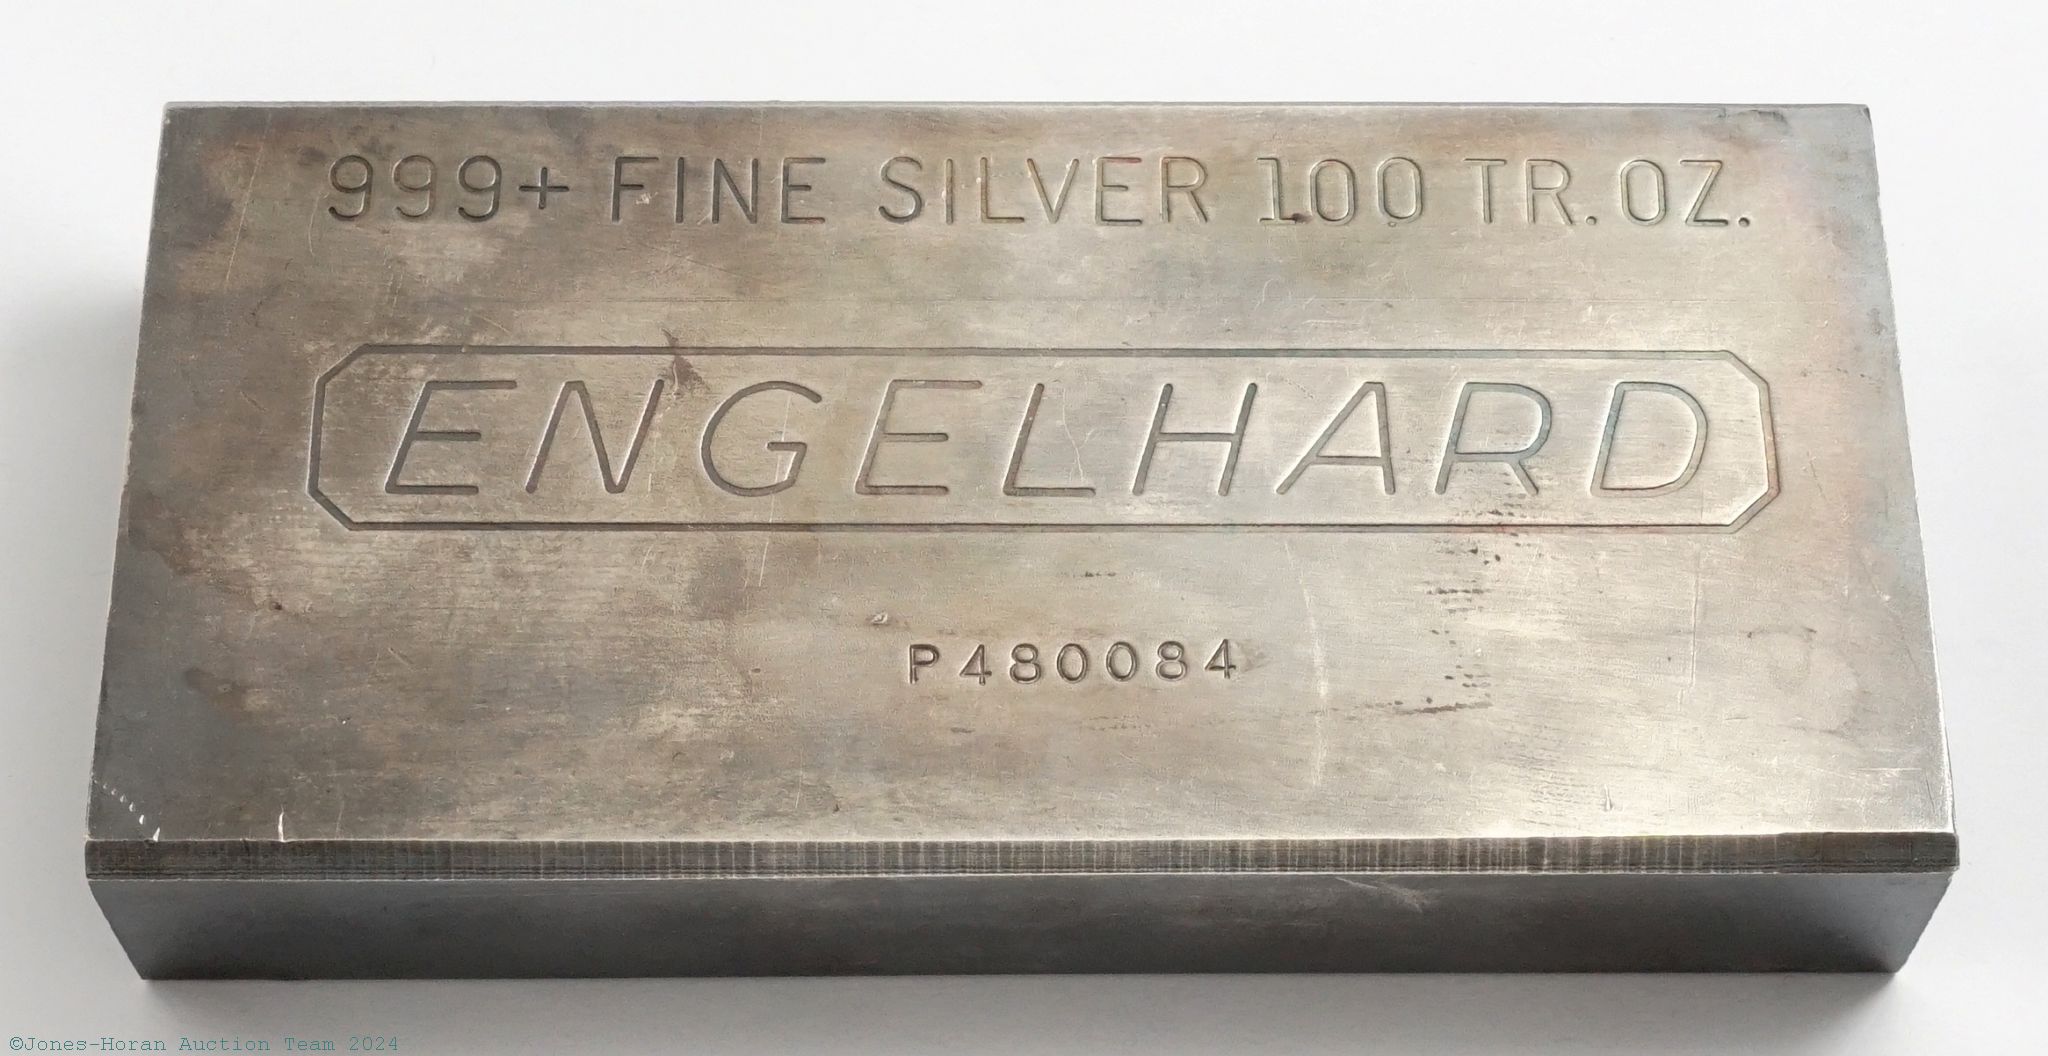 999+ FINE SILVER 100 TR. OZ.
ENGELHARD
P480084
©Jones-Horan Auction Team 2024